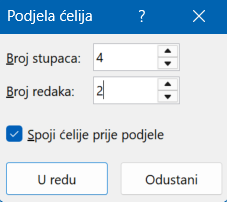 Podjela ćelija ?
Broj stupaca: 4
Broj redaka: 2
Spoji ćelije prije podjele
U redu Odustani